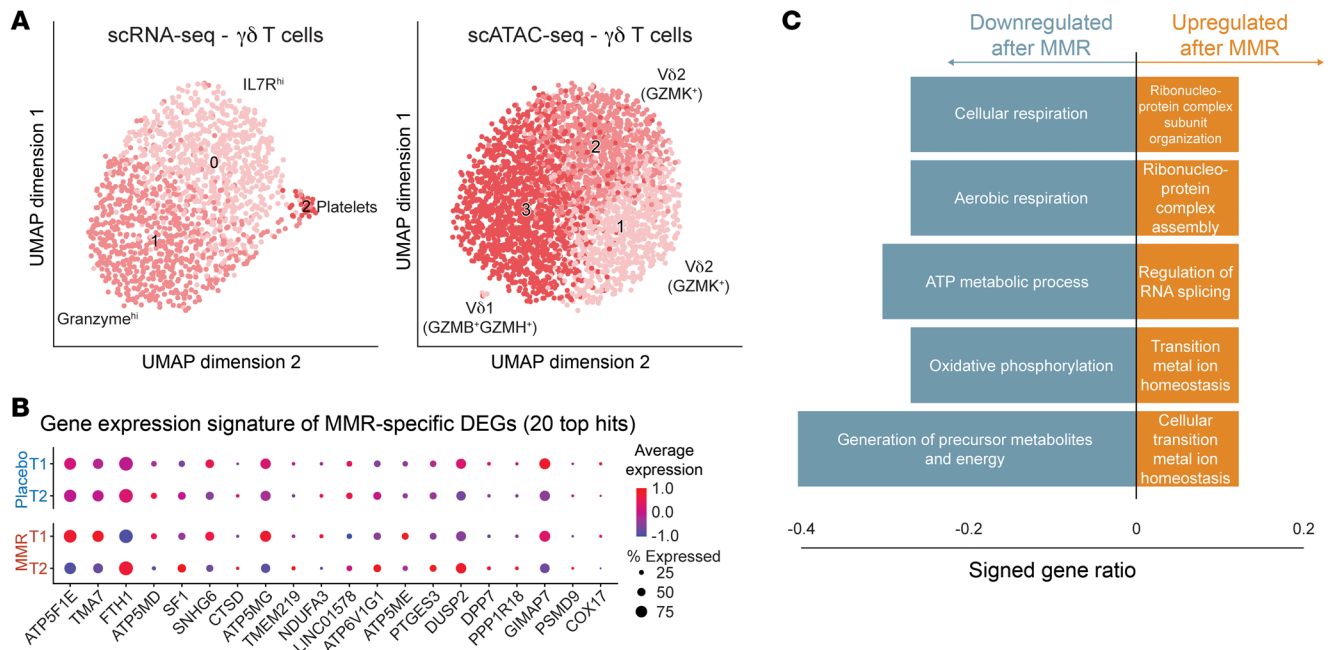 A
scRNA-seq - γδ T cells
IL7Rhi
0
2 Platelets
1
Granzymehi
UMAP dimension 1
UMAP dimension 2
scATAC-seq - γδ T cells
Vδ2
(GZMK+)
2
3
1
Vδ2
(GZMK+)
Vδ1
(GZMB+GZMH+)
UMAP dimension 1
UMAP dimension 2
B
Gene expression signature of MMR-specific DEGs (20 top hits)
Placebo
T1
T2
MMR
T1
T2
ATP5F1E
TMA7
FTH1
ATP5MD
SF1
SNHG6
CTSD
ATP5MG
TMEM219
NDUFA3
LINC01578
ATP6V1G1
ATP5ME
PTGES3
DUSP2
DPP7
PPP1R18
GIMAP7
PSMD9
COX17
Average
expression
1.0
0.0
-1.0
% Expressed
25
50
75
C
Downregulated
after MMR
Upregulated
after MMR
Cellular respiration
Ribonucleo-
protein complex
subunit
organization
Aerobic respiration
Ribonucleo-
protein
complex
assembly
ATP metabolic process
Regulation of
RNA splicing
Oxidative phosphorylation
Transition
metal ion
homeostasis
Generation of precursor metabolites
and energy
Cellular
transition
metal ion
homeostasis
-0.4
-0.2
0
0.2
Signed gene ratio